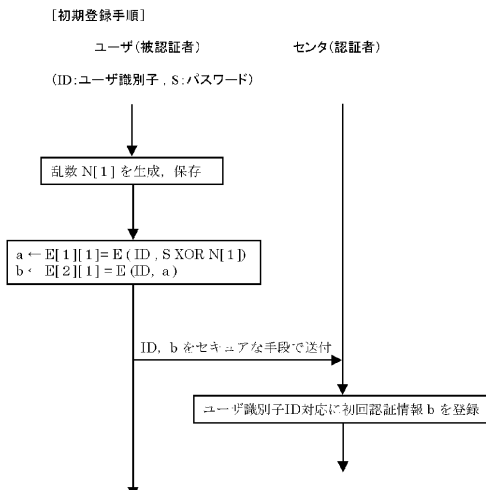 [初期登録手順]
ユーザ(被認証者)
センタ(認証者)
(ID:ユーザ識別子 , S:パスワード)
乱数 N[1] を生成, 保存
a ← E[1][1]= E ( ID , S XOR N[1])
b ← E[2][1] = E (ID, a )
ID, b をセキュアな手段で送付
ユーザ識別子ID対応に初回認証情報 b を登録